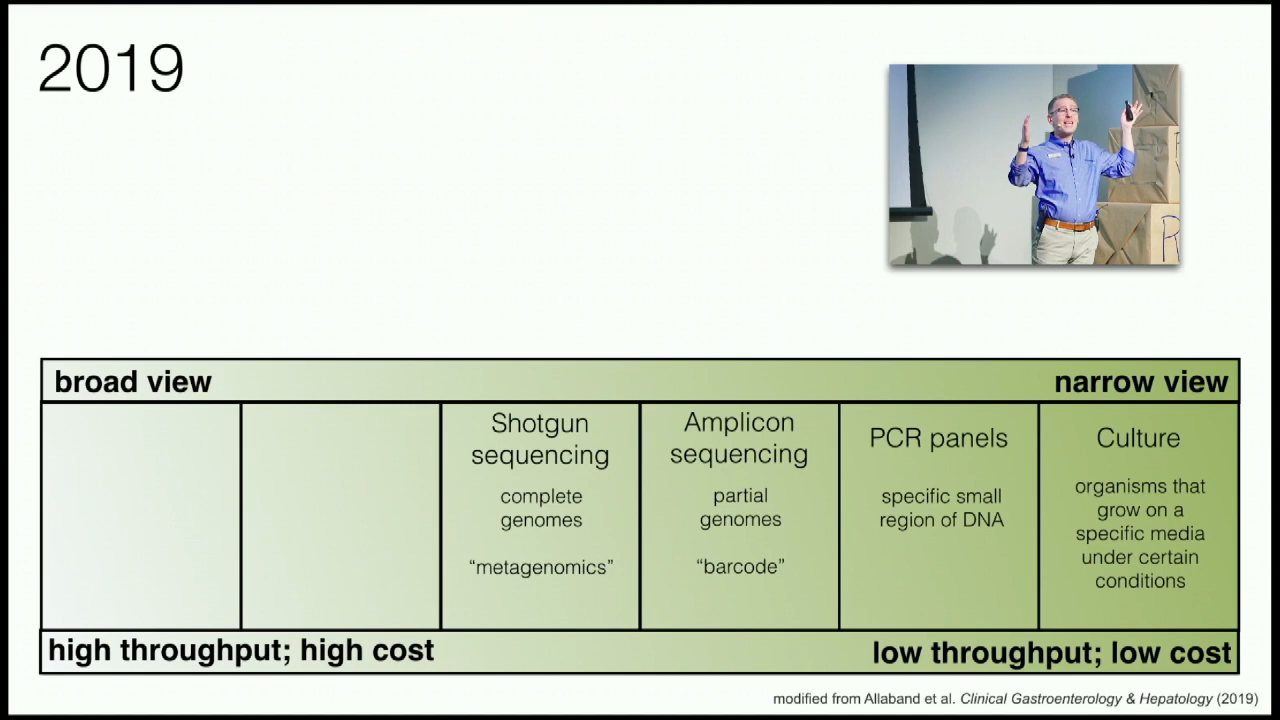 2019
R
broad view
narrow view
Shotgun
sequencing
complete
genomes
“metagenomics”
Amplicon
sequencing
partial
genomes
“barcode”
PCR panels
specific small
region of DNA
Culture
organisms that
grow on a
specific media
under certain
conditions
high throughput; high cost
low throughput; low cost
modified from Allaband et al. Clinical Gastroenterology & Hepatology (2019)